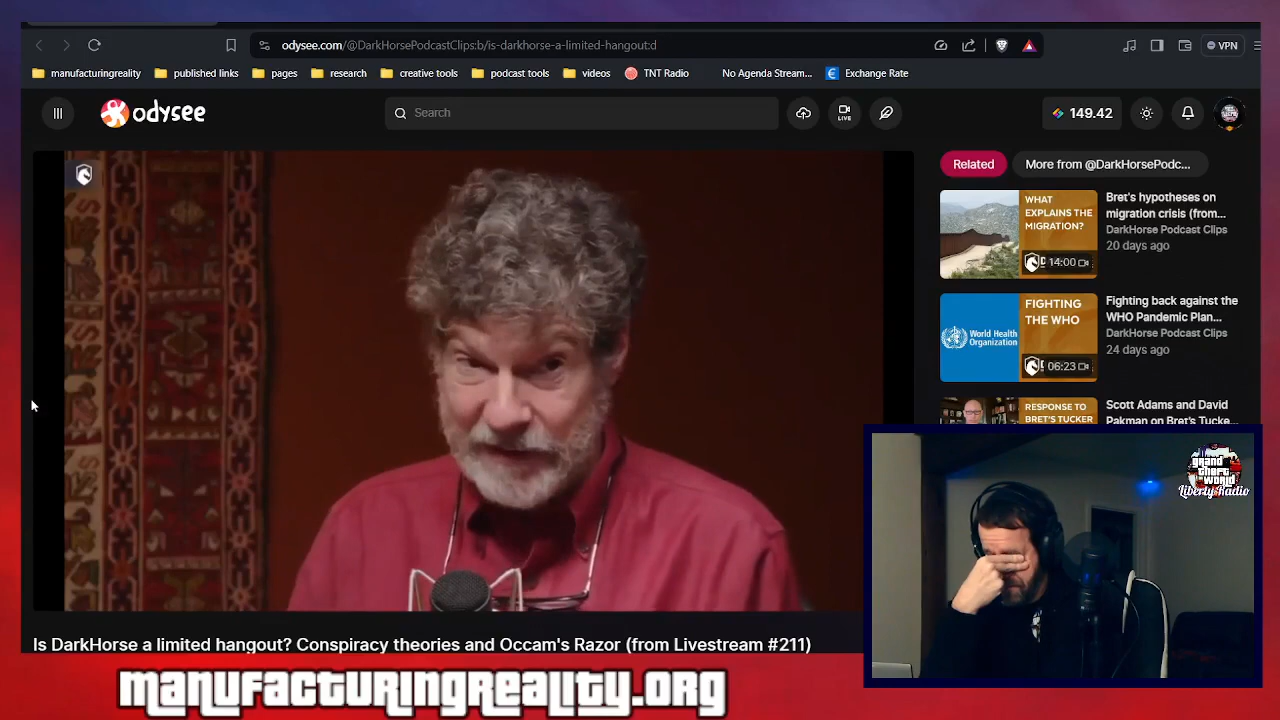 odysee.com/@DarkHorsePodcastClips:b/is-darkhorse-a-limited-hangout:d
VPN
manufacturingreality
published links
pages
research
creative tools
podcast tools
videos
TNT Radio
No Agenda Stream...
Exchange Rate
odysee
Search
LIVE
149.42
Related
More from @DarkHorsePodc...
WHAT
EXPLAINS THE
MIGRATION?
14:00
Bret's hypotheses on
migration crisis (from...
DarkHorse Podcast Clips
20 days ago
World Health
Organization
FIGHTING
THE WHO
06:23
Fighting back against the
WHO Pandemic Plan...
DarkHorse Podcast Clips
24 days ago
RESPONSE TO
BRET'S TUCKER
Scott Adams and David
Pakman on Bret's Tucke...
Is DarkHorse a limited hangout? Conspiracy theories and Occam's Razor (from Livestream #211)
grand
theft
world
Liberty Radio
manufacturingreality.org